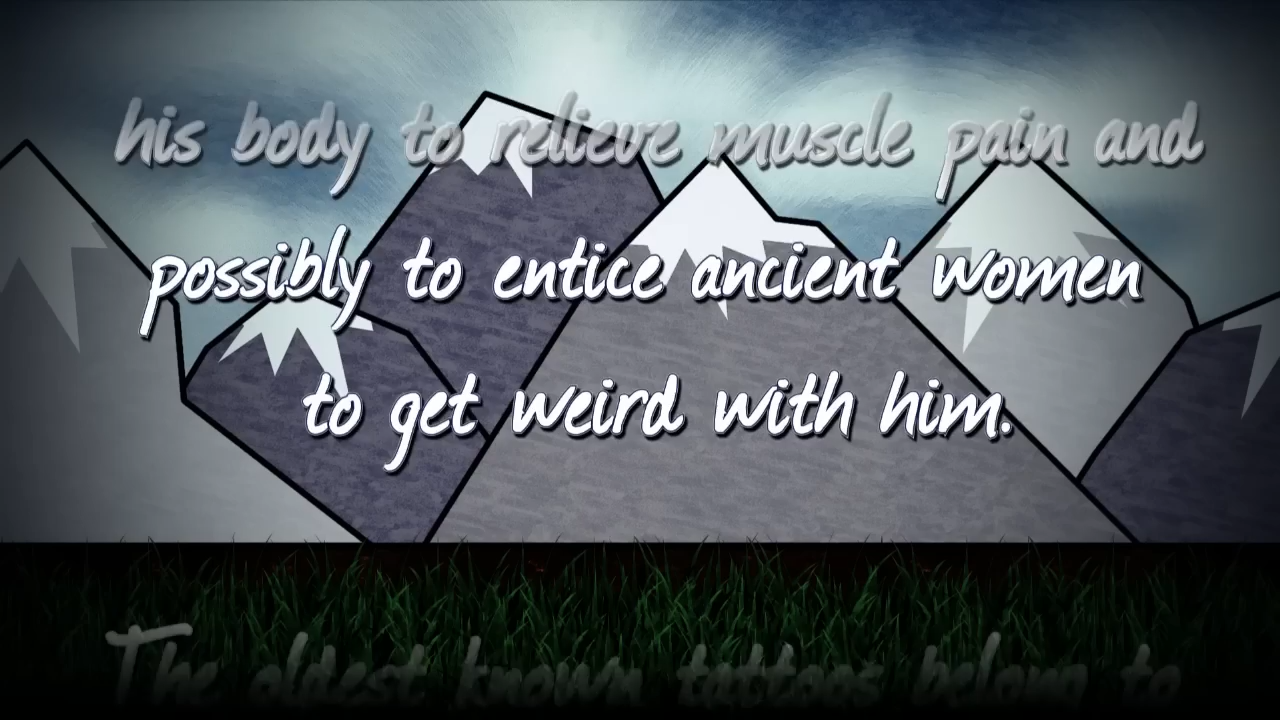 his body to relieve muscle pain and
possibly to entice ancient women
to get weird with him.
The oldest known tattoos belong to